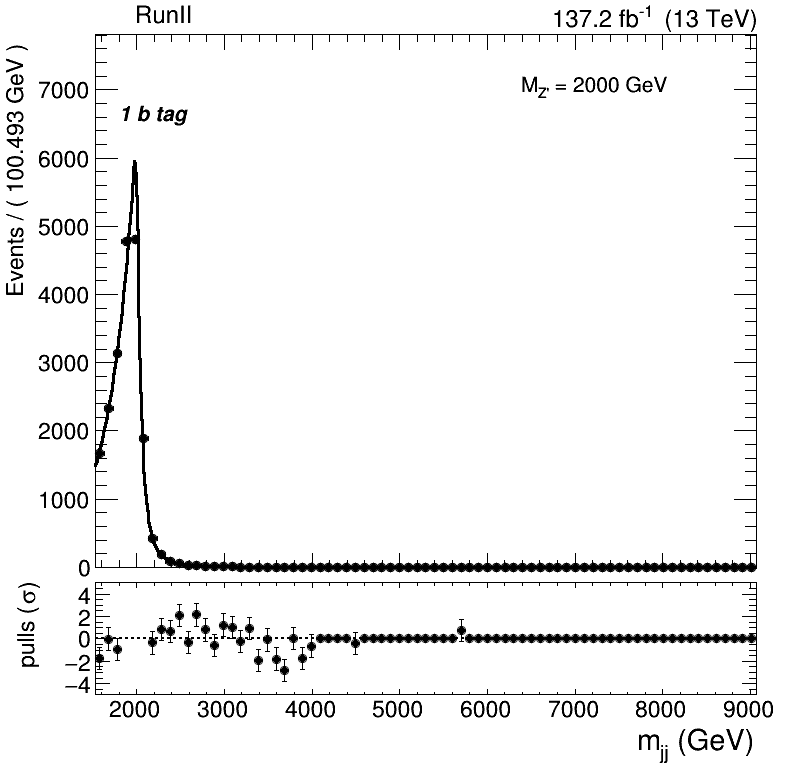 RunII
137.2 fb⁻¹ (13 TeV)
Events / ( 100.493 GeV )
7000
6000
5000
4000
3000
2000
1000
0
1 b tag
M_Z' = 2000 GeV
pulls (σ)
4
2
0
−2
−4
2000 3000 4000 5000 6000 7000 8000 9000
m_jj (GeV)